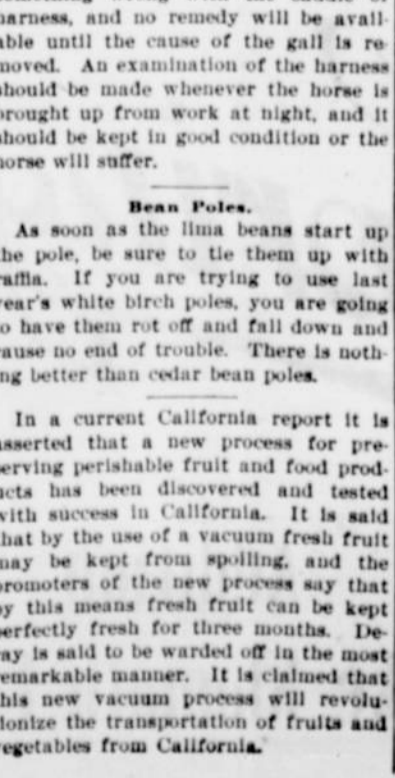 harness, and no remedy will be avail-
able until the cause of the gall is re-
moved. An examination of the harness
should be made whenever the horse is
brought up from work at night, and it
should be kept in good condition or the
horse will suffer.
Bean Poles.
As soon as the lima beans start up
the pole, be sure to tie them up with
raffia. If you are trying to use last
year's white birch poles, you are going
to have them rot off and fall down and
cause no end of trouble. There is noth-
ing better than cedar bean poles.
In a current California report it is
asserted that a new process for pre-
serving perishable fruit and food prod-
ucts has been discovered and tested
with success in California. It is said
that by the use of a vacuum fresh fruit
may be kept from spoiling, and the
promoters of the new process say that
by this means fresh fruit can be kept
perfectly fresh for three months. De-
cay is said to be warded off in the most
remarkable manner. It is claimed that
this new vacuum process will revolu-
tionize the transportation of fruits and
vegetables from California.